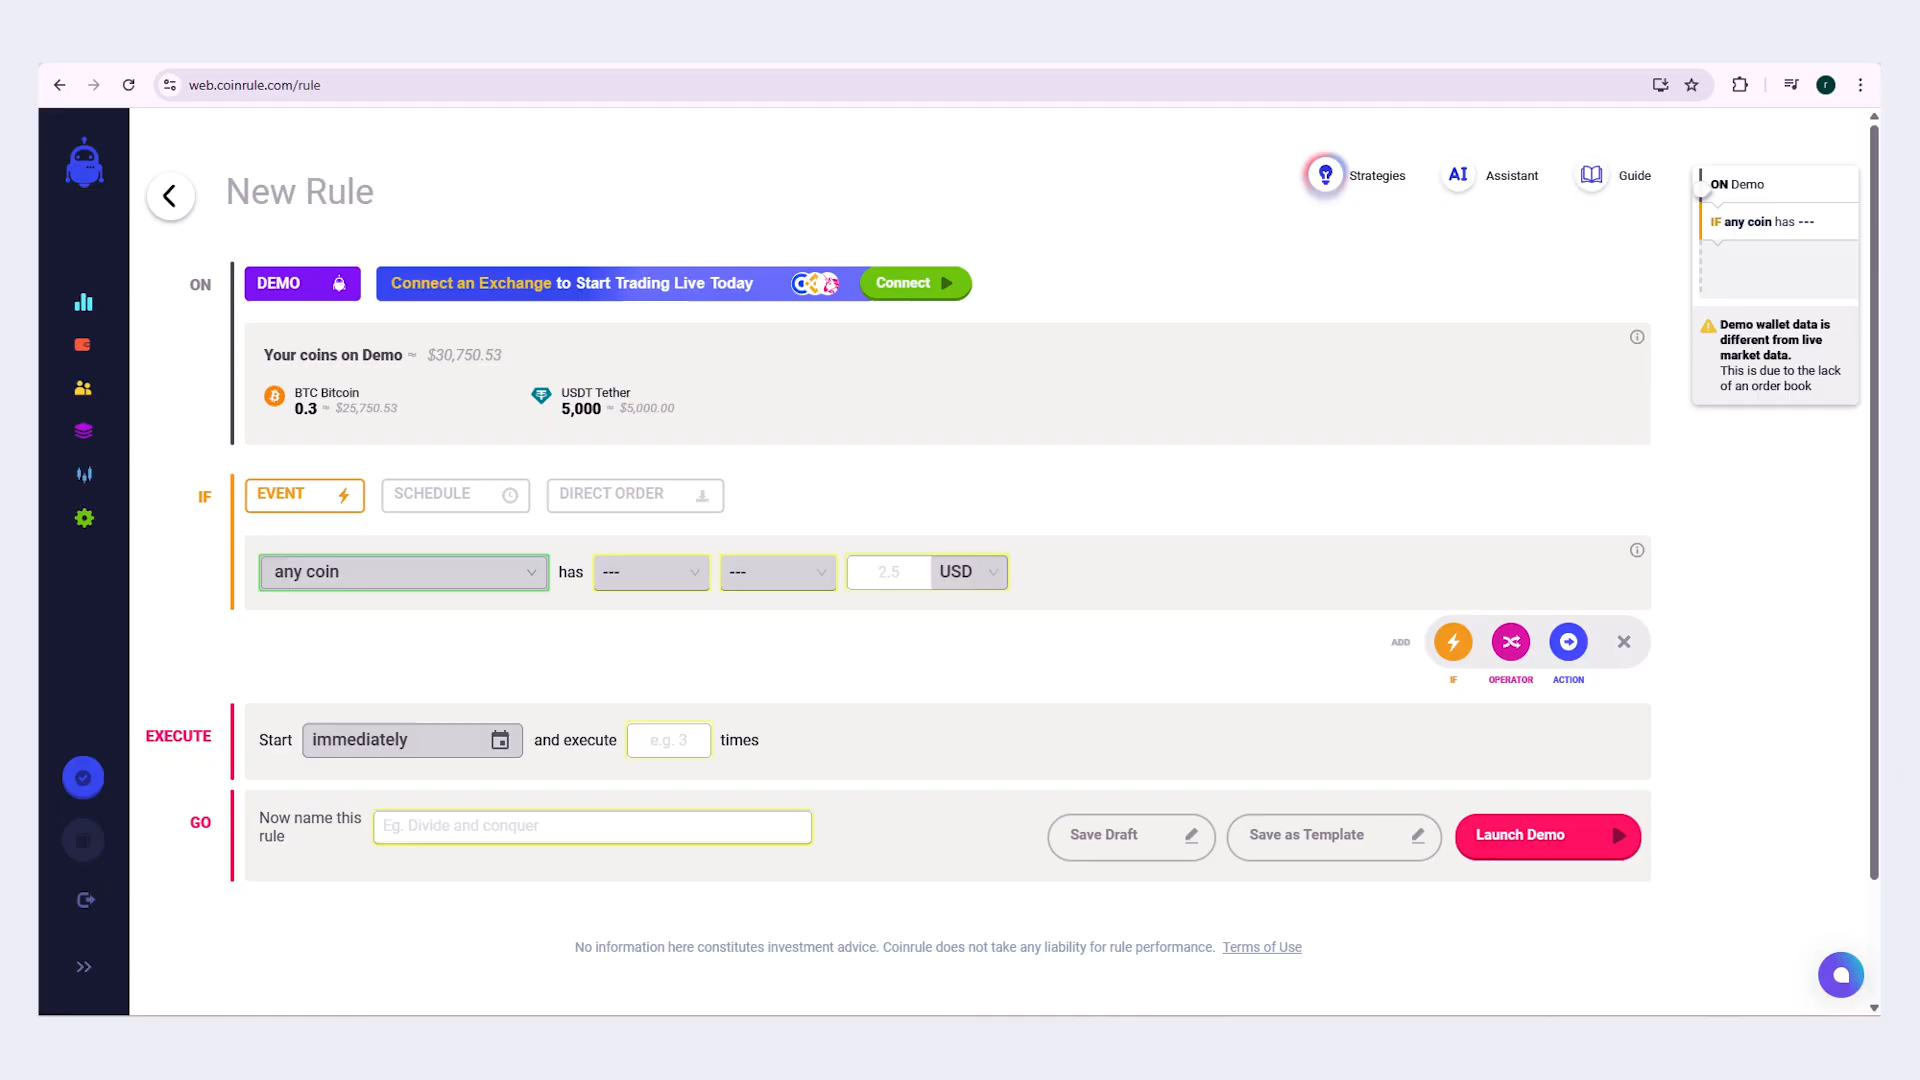 web.coinrule.com/rule
r
New Rule
Strategies
AI Assistant
Guide
ON Demo
IF any coin has ---
Demo wallet data is
different from live
market data.
This is due to the lack
of an order book
ON
DEMO
Connect an Exchange to Start Trading Live Today
Connect
Your coins on Demo ≈ $30,750.53
BTC Bitcoin
0.3 ≈ $25,750.53
USDT Tether
5,000 ≈ $5,000.00
IF
EVENT
SCHEDULE
DIRECT ORDER
any coin has --- --- 2.5 USD
ADD
IF
OPERATOR
ACTION
EXECUTE
Start immediately and execute e.g. 3 times
GO
Now name this
rule
Eg. Divide and conquer
Save Draft
Save as Template
Launch Demo
No information here constitutes investment advice. Coinrule does not take any liability for rule performance. Terms of Use